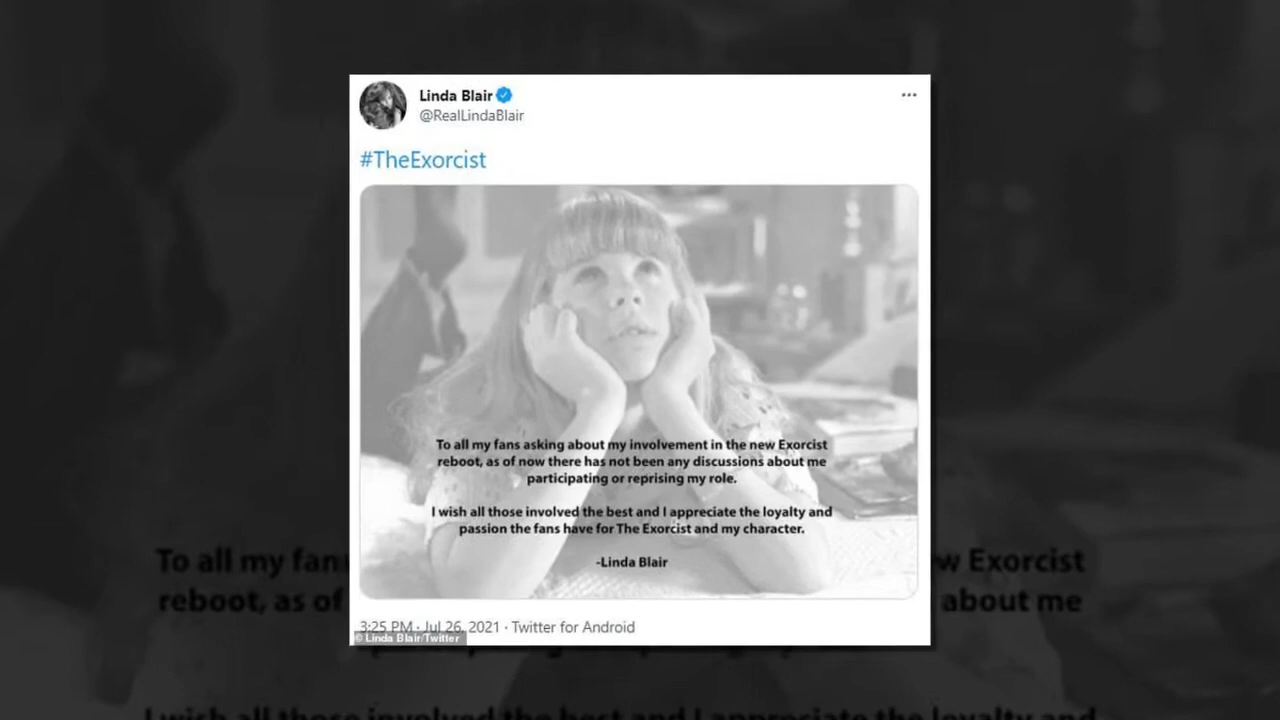 Linda Blair
@RealLindaBlair
#TheExorcist
To all my fans asking about my involvement in the new Exorcist
reboot, as of now there has not been any discussions about me
participating or reprising my role.
I wish all those involved the best and I appreciate the loyalty and
passion the fans have for The Exorcist and my character.
-Linda Blair
3:25 PM · Jul 26, 2021 · Twitter for Android
© Linda Blair/Twitter
To all my fan
w Exorcist
reboot, as of
about me